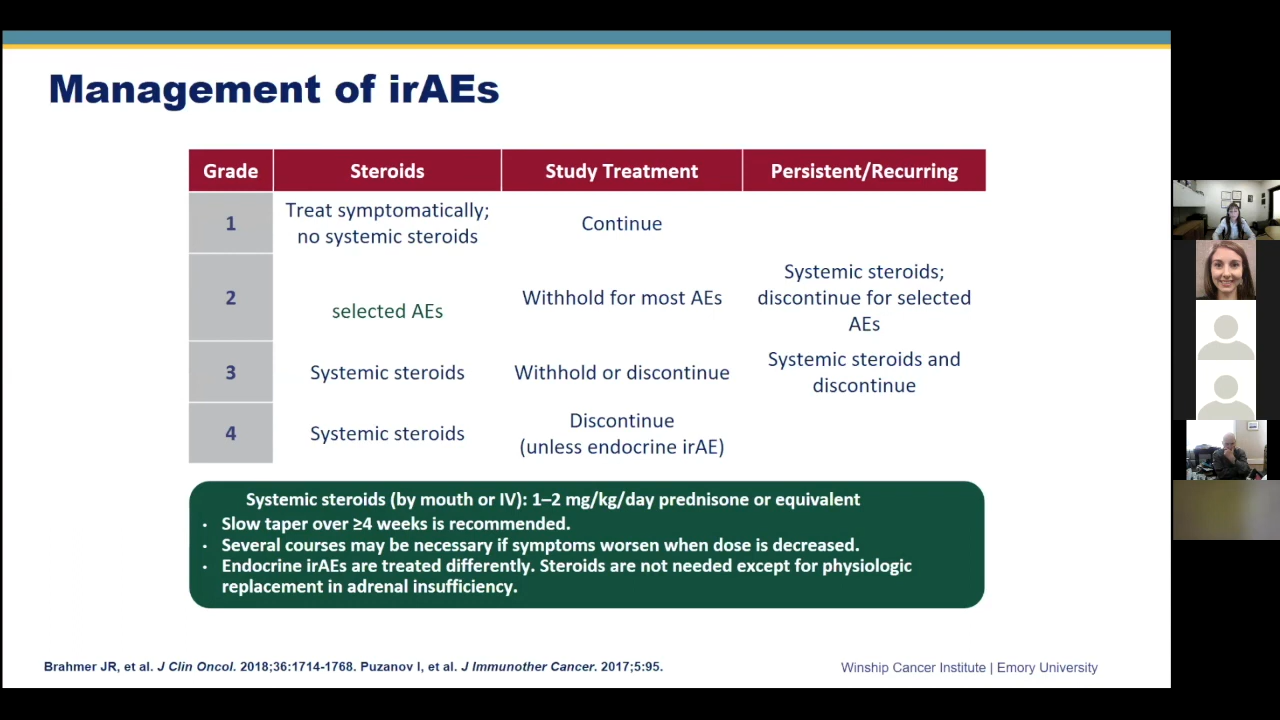 Management of irAEs
Grade Steroids Study Treatment Persistent/Recurring
1 Treat symptomatically; no systemic steroids Continue
2 selected AEs Withhold for most AEs Systemic steroids; discontinue for selected AEs
3 Systemic steroids Withhold or discontinue Systemic steroids and discontinue
4 Systemic steroids Discontinue (unless endocrine irAE)
Systemic steroids (by mouth or IV): 1–2 mg/kg/day prednisone or equivalent
· Slow taper over ≥4 weeks is recommended.
· Several courses may be necessary if symptoms worsen when dose is decreased.
· Endocrine irAEs are treated differently. Steroids are not needed except for physiologic
replacement in adrenal insufficiency.
Brahmer JR, et al. J Clin Oncol. 2018;36:1714-1768. Puzanov I, et al. J Immunother Cancer. 2017;5:95.
Winship Cancer Institute | Emory University